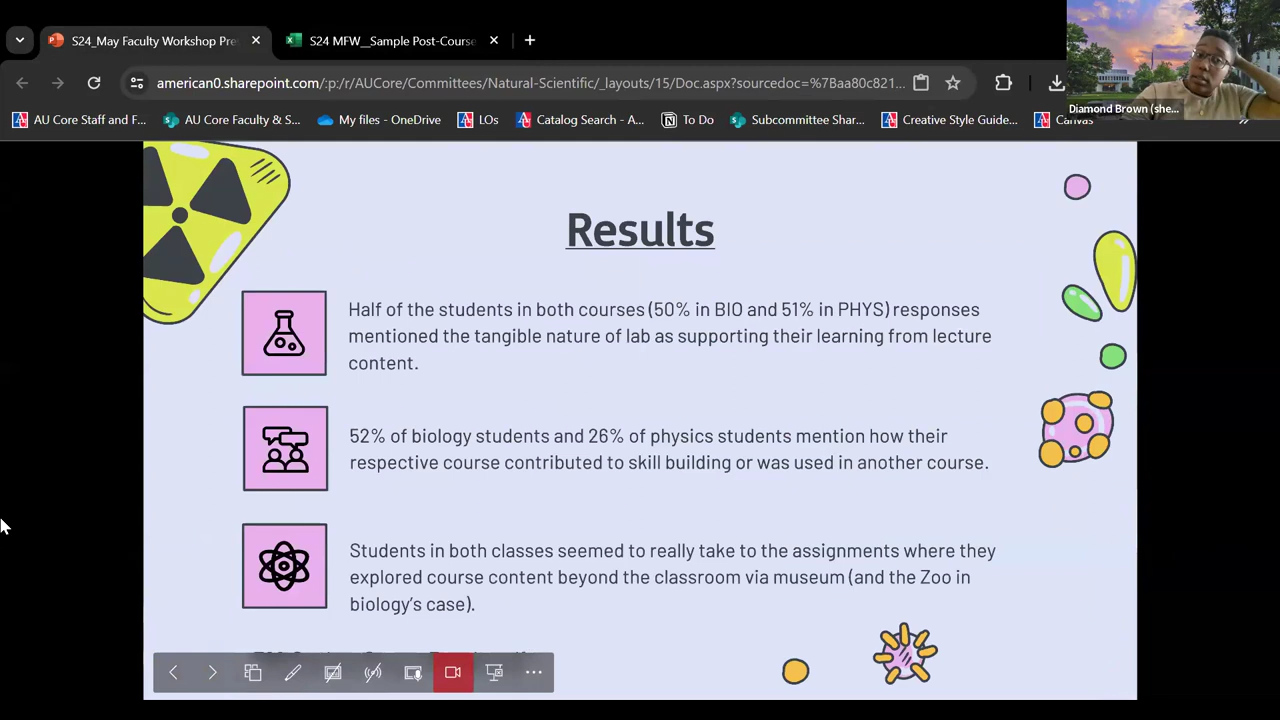 S24_May Faculty Workshop Pre
S24 MFW__Sample Post-Course
american0.sharepoint.com/:p:/r/AUCore/Committees/Natural-Scientific/_layouts/15/Doc.aspx?sourcedoc=%7Baa80c821...
Diamond Brown (she...
AU Core Staff and F...
AU Core Faculty & S...
My files - OneDrive
LOs
Catalog Search - A...
To Do
Subcommittee Shar...
Creative Style Guide...
Canvas
Results
Half of the students in both courses (50% in BIO and 51% in PHYS) responses
mentioned the tangible nature of lab as supporting their learning from lecture
content.
52% of biology students and 26% of physics students mention how their
respective course contributed to skill building or was used in another course.
Students in both classes seemed to really take to the assignments where they
explored course content beyond the classroom via museum (and the Zoo in
biology's case).